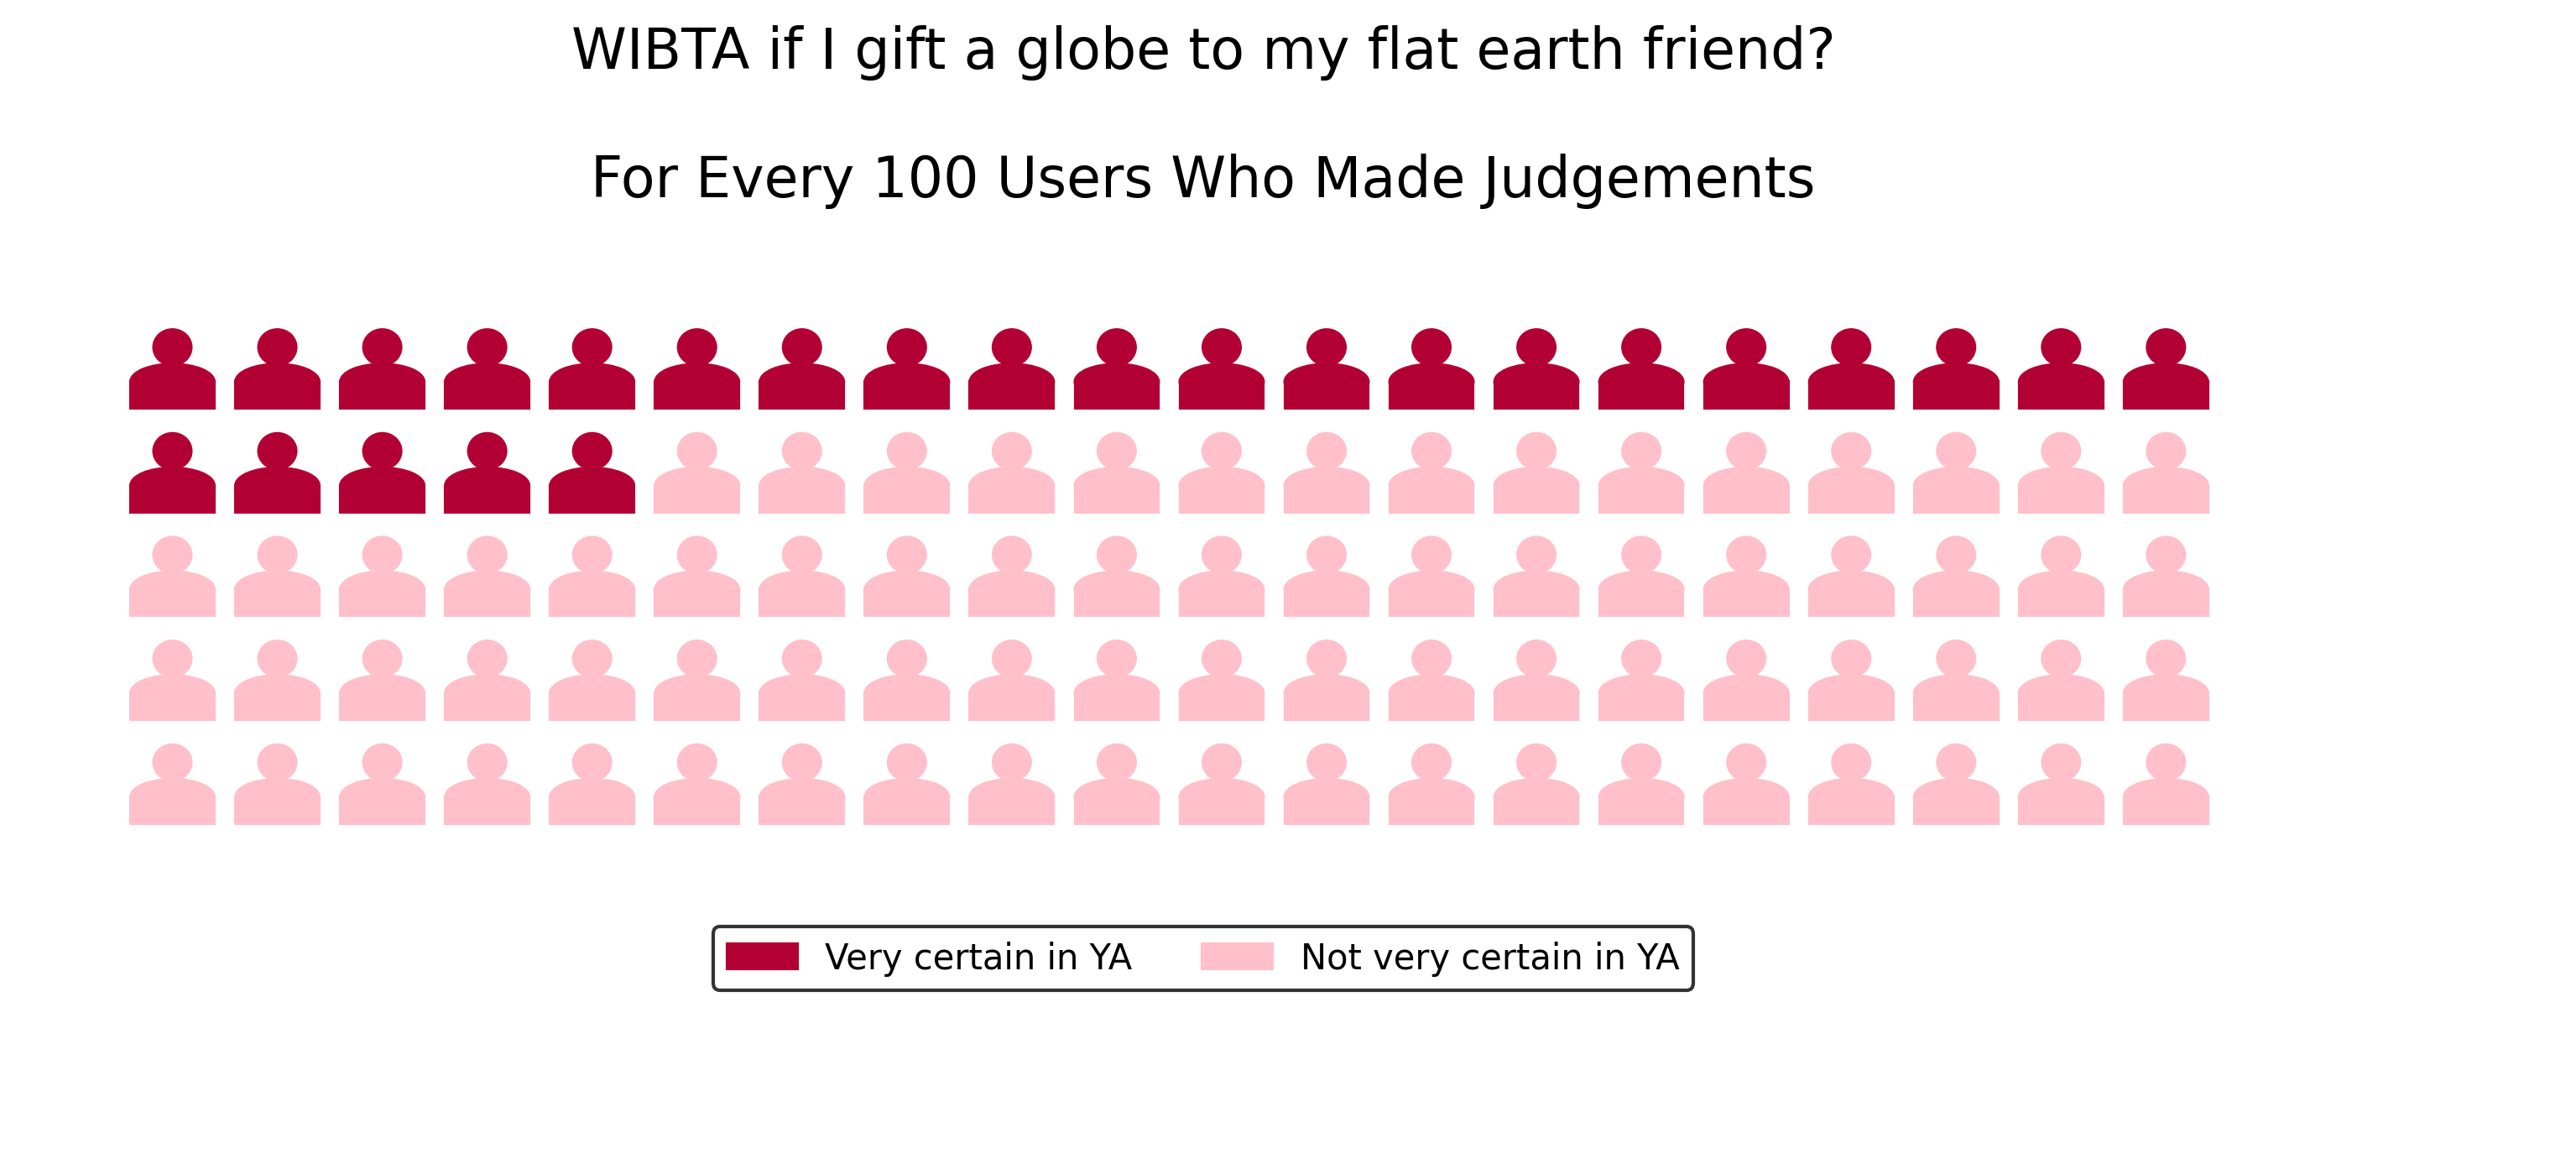 WIBTA if I gift a globe to my flat earth friend?
For Every 100 Users Who Made Judgements
Very certain in YA
Not very certain in YA